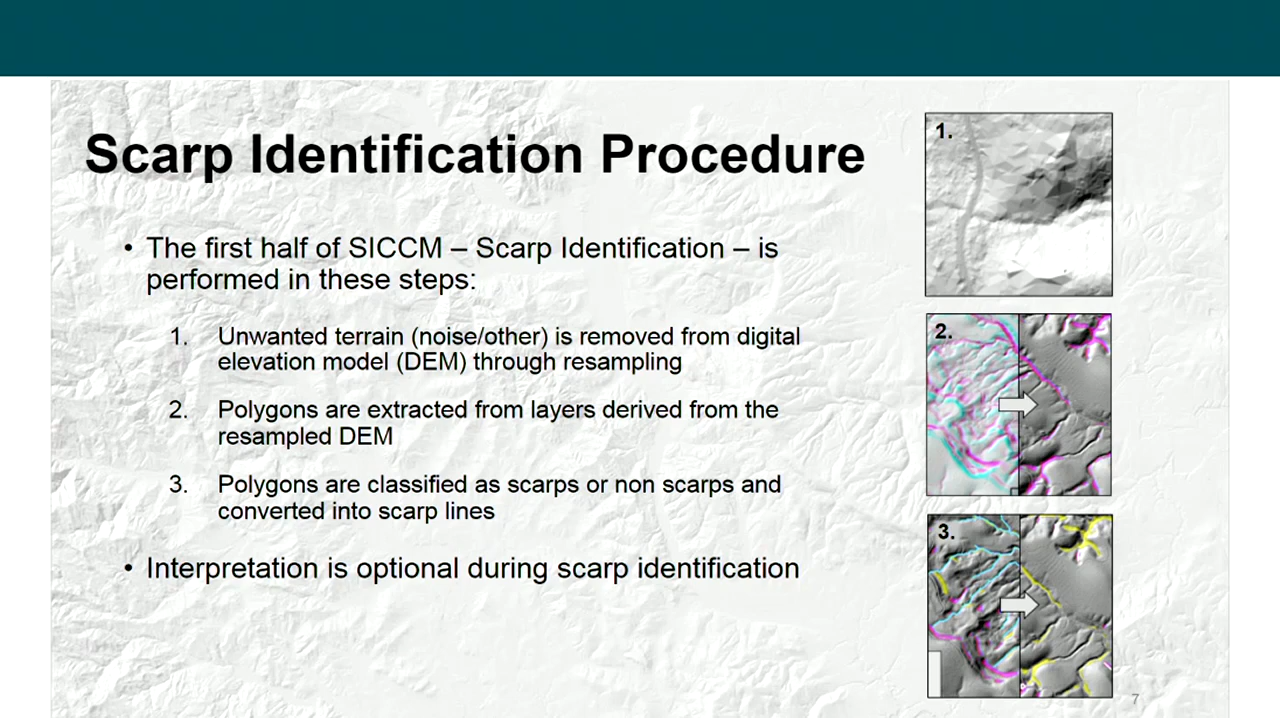 Scarp Identification Procedure
• The first half of SICCM – Scarp Identification – is
performed in these steps:
1. Unwanted terrain (noise/other) is removed from digital
elevation model (DEM) through resampling
2. Polygons are extracted from layers derived from the
resampled DEM
3. Polygons are classified as scarps or non scarps and
converted into scarp lines
• Interpretation is optional during scarp identification
1.
2.
3.
7